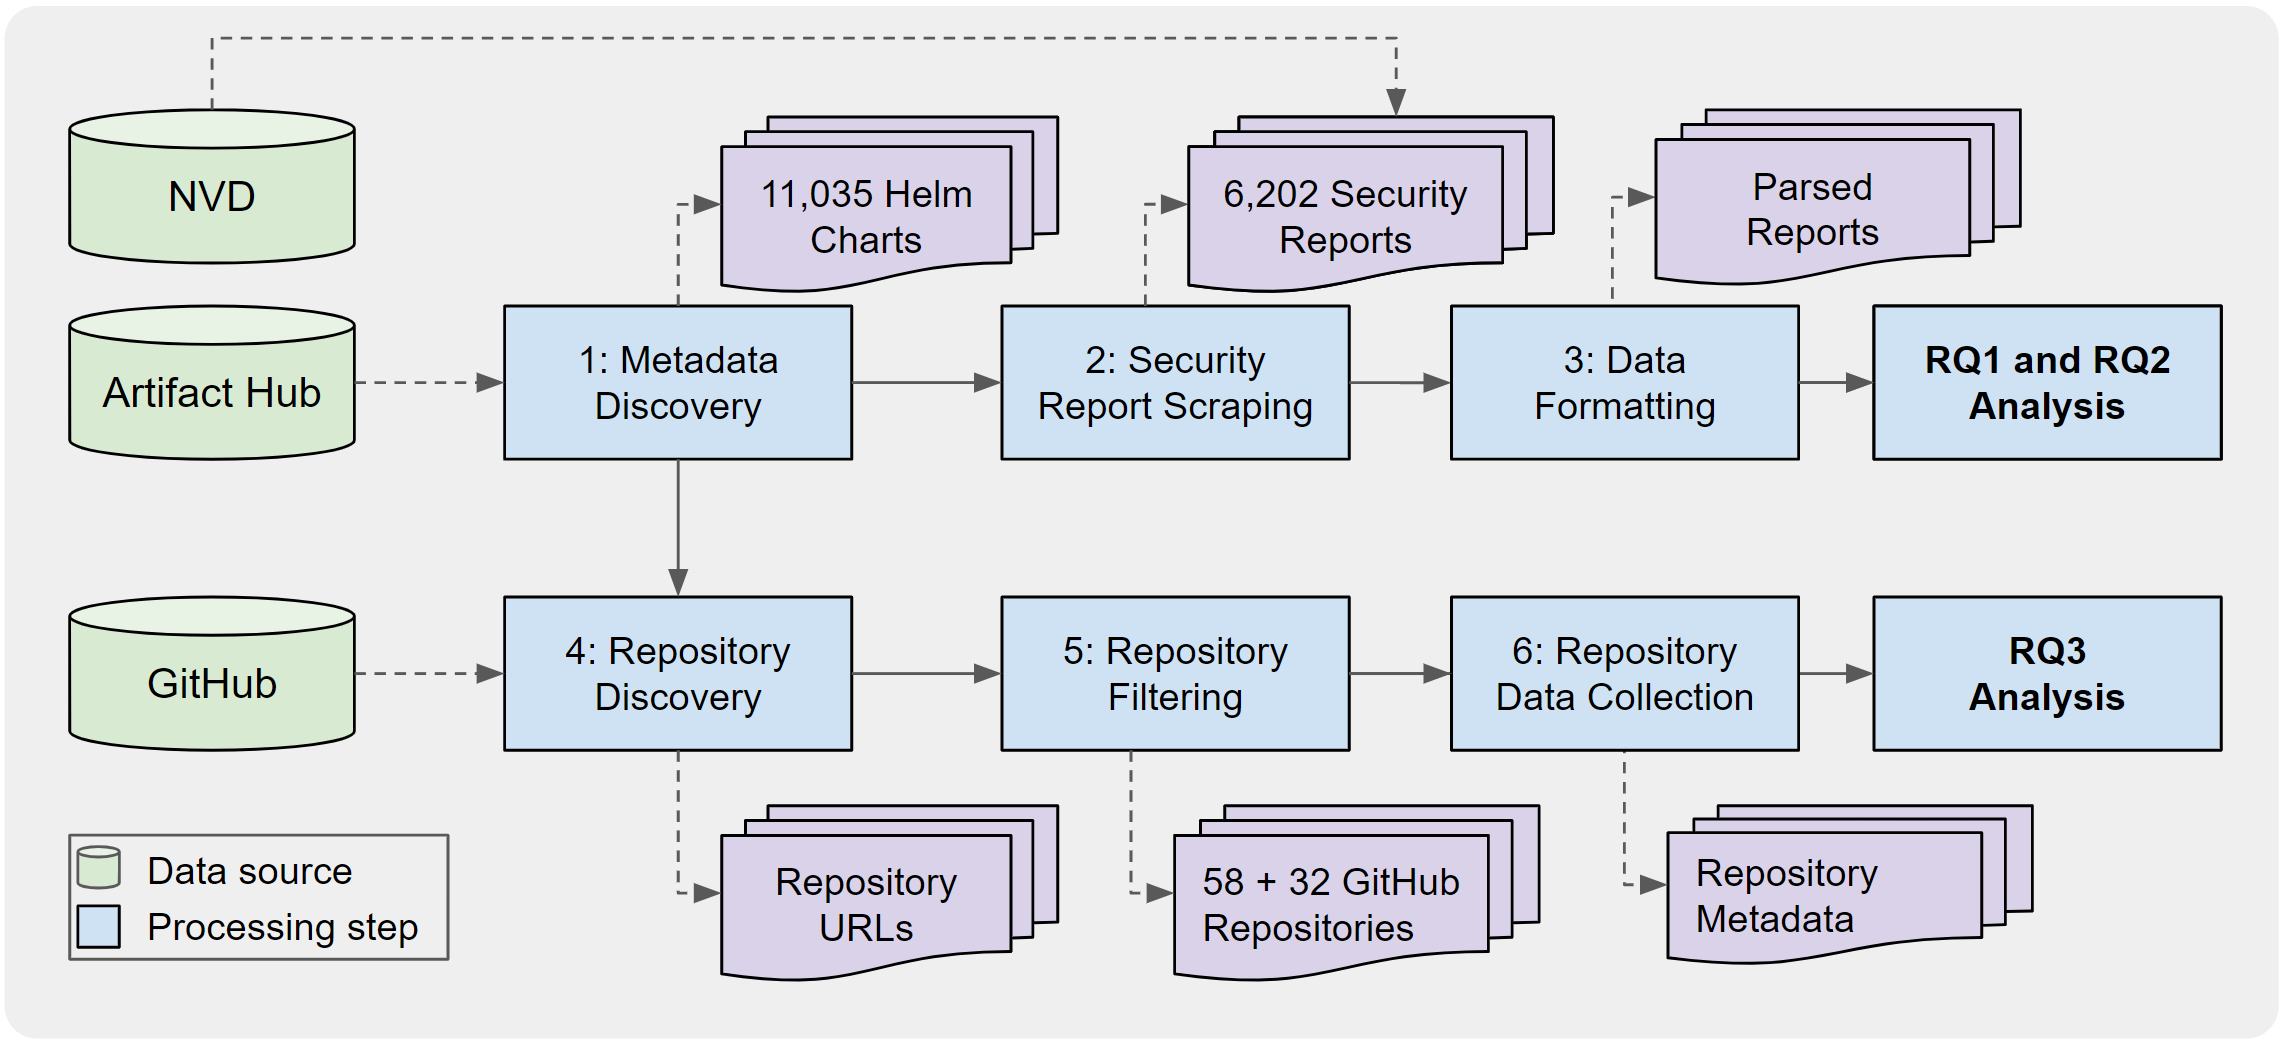 NVD
11,035 Helm
Charts
6,202 Security
Reports
Parsed
Reports
Artifact Hub
1: Metadata
Discovery
2: Security
Report Scraping
3: Data
Formatting
RQ1 and RQ2
Analysis
GitHub
4: Repository
Discovery
5: Repository
Filtering
6: Repository
Data Collection
RQ3
Analysis
Repository
URLs
58 + 32 GitHub
Repositories
Repository
Metadata
Data source
Processing step